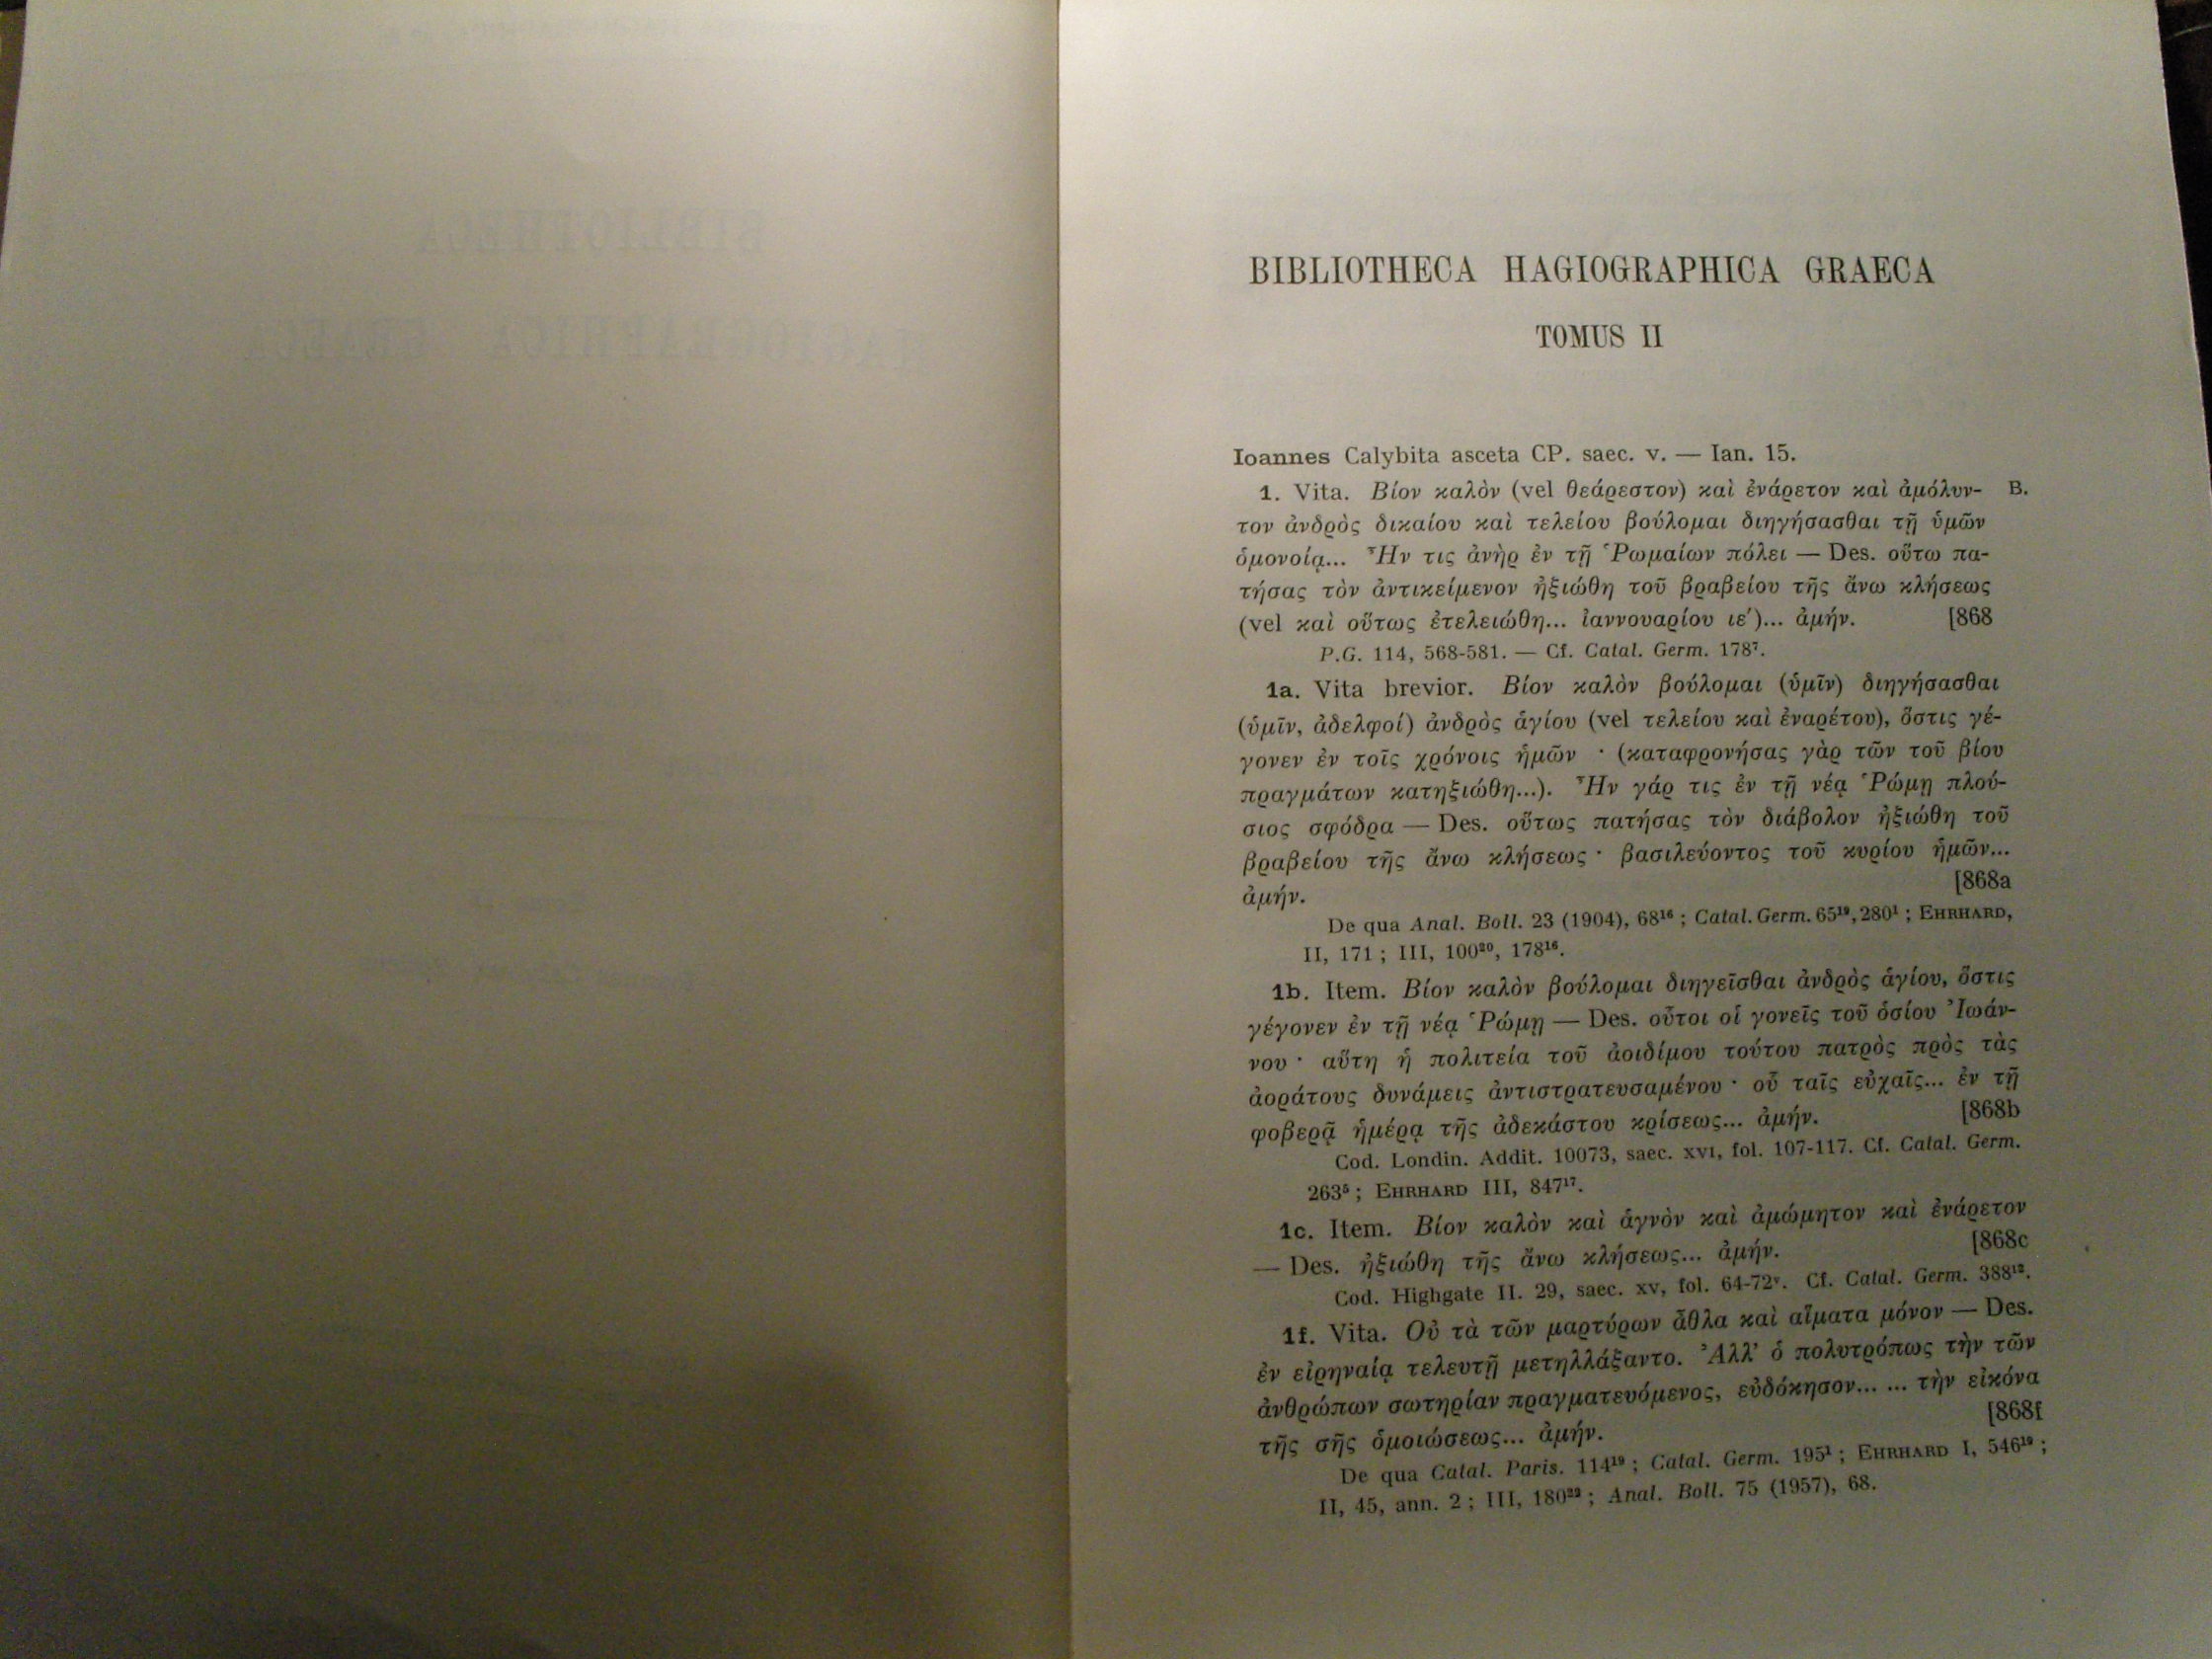 BIBLIOTHECA HAGIOGRAPHICA GRAECA
TOMUS II
Ioannes Calybita asceta CP. saec. v. — Ian. 15.
1. Vita. Βίον καλὸν (vel θεάρεστον) καὶ ἐνάρετον καὶ ἀμόλυν- B.
τον ἀνδρὸς δικαίου καὶ τελείου βούλομαι διηγήσασθαι τῇ ὑμῶν
ὁμονοίᾳ... Ἦν τις ἀνὴρ ἐν τῇ Ῥωμαίων πόλει — Des. οὕτω πα-
τήσας τὸν ἀντικείμενον ἠξιώθη τοῦ βραβείου τῆς ἄνω κλήσεως
(vel καὶ οὕτως ἐτελειώθη... ἰαννουαρίου ιε´)... ἀμήν. [868
P.G. 114, 568-581. — Cf. Catal. Germ. 178⁷.
1a. Vita brevior. Βίον καλὸν βούλομαι (ὑμῖν) διηγήσασθαι
(ὑμῖν, ἀδελφοί) ἀνδρὸς ἁγίου (vel τελείου καὶ ἐναρέτου), ὅστις γέ-
γονεν ἐν τοῖς χρόνοις ἡμῶν · (καταφρονήσας γὰρ τῶν τοῦ βίου
πραγμάτων κατηξιώθη...). Ἦν γάρ τις ἐν τῇ νέᾳ Ῥώμῃ πλού-
σιος σφόδρα — Des. οὕτως πατήσας τὸν διάβολον ἠξιώθη τοῦ
βραβείου τῆς ἄνω κλήσεως · βασιλεύοντος τοῦ κυρίου ἡμῶν...
ἀμήν. [868a
De qua Anal. Boll. 23 (1904), 68¹⁶ ; Catal. Germ. 65¹⁹, 280¹ ; EHRHARD,
II, 171 ; III, 100²⁰, 178¹⁶.
1b. Item. Βίον καλὸν βούλομαι διηγεῖσθαι ἀνδρὸς ἁγίου, ὅστις
γέγονεν ἐν τῇ νέᾳ Ῥώμῃ — Des. οὗτοι οἱ γονεῖς τοῦ ὁσίου Ἰωάν-
νου · αὕτη ἡ πολιτεία τοῦ ἀοιδίμου τούτου πατρὸς πρὸς τὰς
ἀοράτους δυνάμεις ἀντιστρατευσαμένου · οὗ ταῖς εὐχαῖς... ἐν τῇ
φοβερᾷ ἡμέρᾳ τῆς ἀδεκάστου κρίσεως... ἀμήν. [868b
Cod. Londin. Addit. 10073, saec. XVI, fol. 107-117. Cf. Catal. Germ.
263⁵ ; EHRHARD III, 847¹⁷.
1c. Item. Βίον καλὸν καὶ ἁγνὸν καὶ ἀμώμητον καὶ ἐνάρετον
— Des. ἠξιώθη τῆς ἄνω κλήσεως... ἀμήν. [868c
Cod. Highgate II. 29, saec. XV, fol. 64-72ᵛ. Cf. Catal. Germ. 388¹².
1f. Vita. Οὐ τὰ τῶν μαρτύρων ἆθλα καὶ αἵματα μόνον — Des.
ἐν εἰρηναίᾳ τελευτῇ μετηλλάξαντο. Ἀλλ' ὁ πολυτρόπως τὴν τῶν
ἀνθρώπων σωτηρίαν πραγματευόμενος, εὐδόκησον... ... τὴν εἰκόνα
τῆς σῆς ὁμοιώσεως... ἀμήν. [868f
De qua Catal. Paris. 114¹⁹ ; Catal. Germ. 195¹ ; EHRHARD I, 546¹⁹ ;
II, 45, ann. 2 ; III, 180²² ; Anal. Boll. 75 (1957), 68.